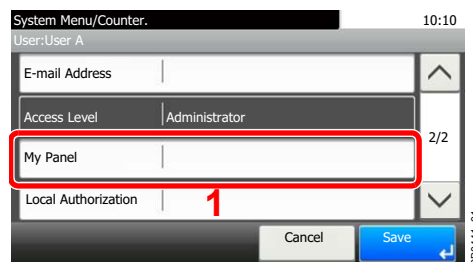 System Menu/Counter. 10:10
User:User A
E-mail Address
Access Level Administrator
2/2
My Panel
Local Authorization
1
Cancel Save